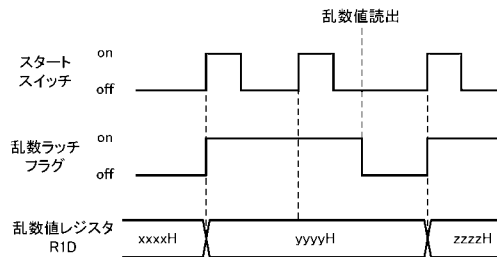 乱数値読出
スタート
スイッチ
on
off
乱数ラッチ
フラグ
on
off
乱数値レジスタ
R1D
xxxxH
yyyyH
zzzzH